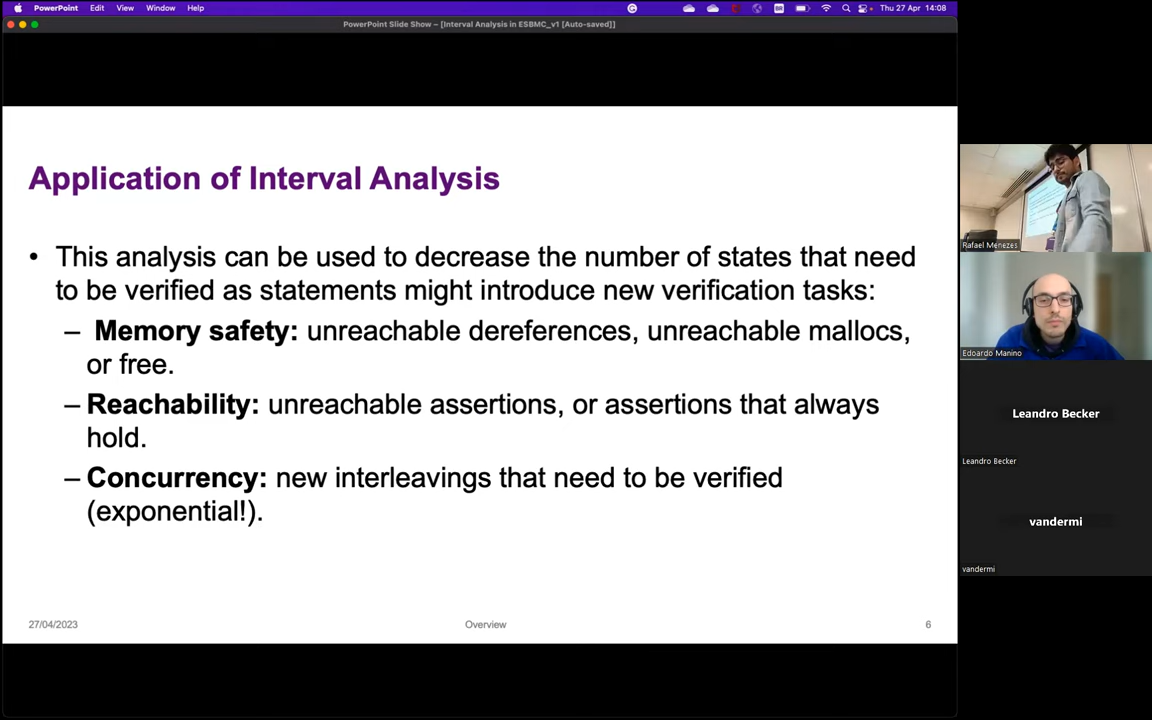 PowerPoint Edit View Window Help
Thu 27 Apr 14:08
PowerPoint Slide Show – [Interval Analysis in ESBMC_v1 [Auto-saved]]
Application of Interval Analysis
• This analysis can be used to decrease the number of states that need
to be verified as statements might introduce new verification tasks:
– Memory safety: unreachable dereferences, unreachable mallocs,
or free.
– Reachability: unreachable assertions, or assertions that always
hold.
– Concurrency: new interleavings that need to be verified
(exponential!).
27/04/2023
Overview
6
Rafael Menezes
Edoardo Manino
Leandro Becker
Leandro Becker
vandermi
vandermi